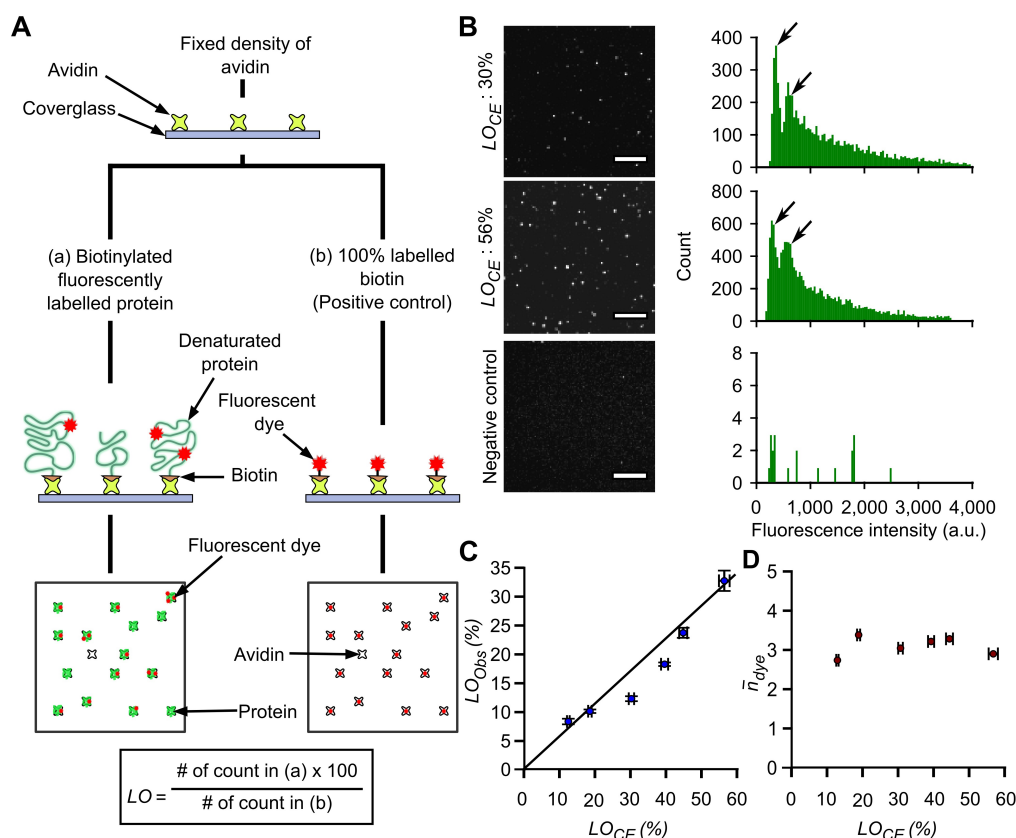 A
Fixed density of
avidin
Avidin
Coverglass
(a) Biotinylated
fluorescently
labelled protein
(b) 100% labelled
biotin
(Positive control)
Denaturated
protein
Fluorescent
dye
Biotin
Fluorescent dye
Avidin
Protein
LO = # of count in (a) x 100
# of count in (b)
B
LO_CE : 30%
LO_CE : 56%
Negative control
400
300
200
100
0
800
600
400
200
0
Count
8
6
4
2
0
0 1,000 2,000 3,000 4,000
Fluorescence intensity (a.u.)
C
LO_Obs (%)
35
30
25
20
15
10
5
0
0 10 20 30 40 50 60
LO_CE (%)
D
n̄_dye
5
4
3
2
1
0
0 10 20 30 40 50 60
LO_CE (%)